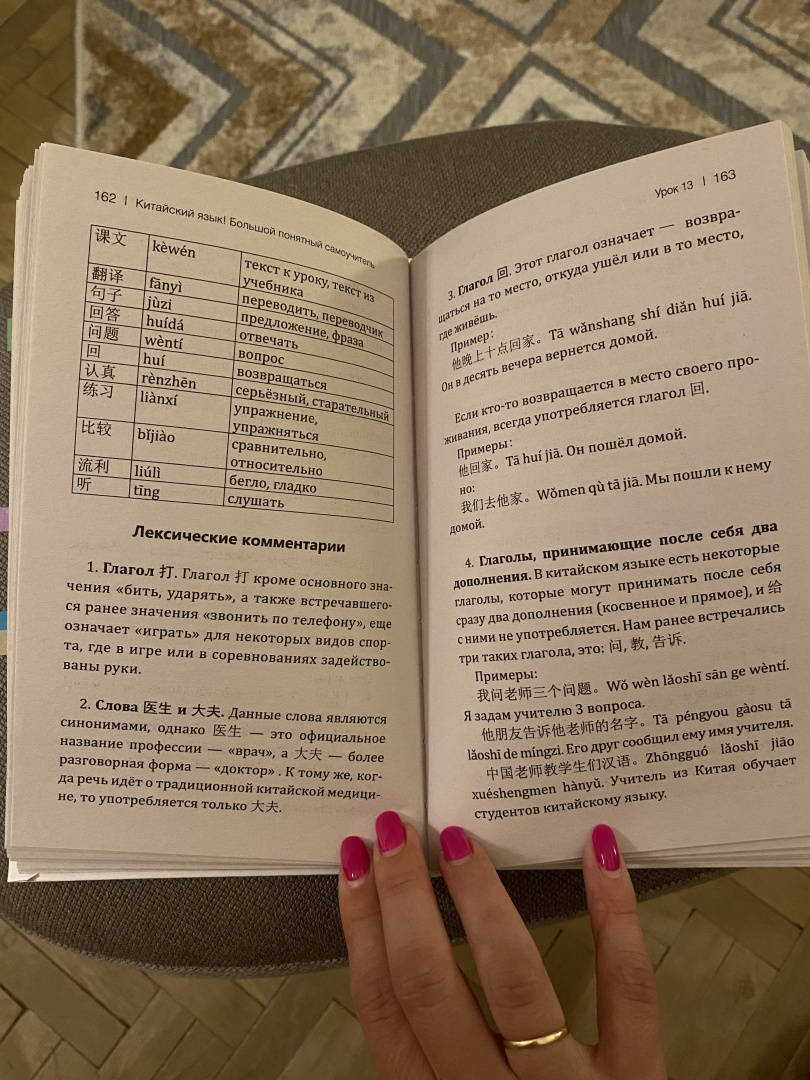 162 | Китайский язык! Большой понятный самоучитель
课文 kèwén текст к уроку, текст из
учебника
翻译 fānyì переводить, переводчик
句子 jùzi предложение, фраза
回答 huídá отвечать
问题 wèntí вопрос
回 huí возвращаться
认真 rènzhēn серьёзный, старательный
练习 liànxí упражнение,
упражняться
比较 bǐjiào сравнительно,
относительно
流利 liúlì бегло, гладко
听 tīng слушать
Лексические комментарии
1. Глагол 打. Глагол 打 кроме основного зна-
чения «бить, ударять», а также встречавшего-
ся ранее значения «звонить по телефону», еще
означает «играть» для некоторых видов спор-
та, где в игре или в соревнованиях задейство-
ваны руки.
2. Слова 医生 и 大夫. Данные слова являются
синонимами, однако 医生 — это официальное
название профессии — «врач», а 大夫 — более
разговорная форма — «доктор» . К тому же, ког-
да речь идёт о традиционной китайской медици-
не, то употребляется только 大夫.
Урок 13 | 163
3. Глагол 回. Этот глагол означает — возвра-
щаться на то место, откуда ушёл или в то место,
где живёшь.
Пример:
他晚上十点回家。Tā wǎnshang shí diǎn huí jiā.
Он в десять вечера вернется домой.
Если кто-то возвращается в место своего про-
живания, всегда употребляется глагол 回.
Примеры:
他回家。Tā huí jiā. Он пошёл домой.
но:
我们去他家。Wǒmen qù tā jiā. Мы пошли к нему
домой.
4. Глаголы, принимающие после себя два
дополнения. В китайском языке есть некоторые
глаголы, которые могут принимать после себя
сразу два дополнения (косвенное и прямое), и 给
с ними не употребляется. Нам ранее встречались
три таких глагола, это: 问, 教, 告诉.
Примеры:
我问老师三个问题。Wǒ wèn lǎoshī sān ge wèntí.
Я задам учителю 3 вопроса.
他朋友告诉他老师的名字。Tā péngyou gàosu tā
lǎoshī de míngzi. Его друг сообщил ему имя учителя.
中国老师教学生们汉语。Zhōngguó lǎoshī jiāo
xuéshengmen hànyǔ. Учитель из Китая обучает
студентов китайскому языку.